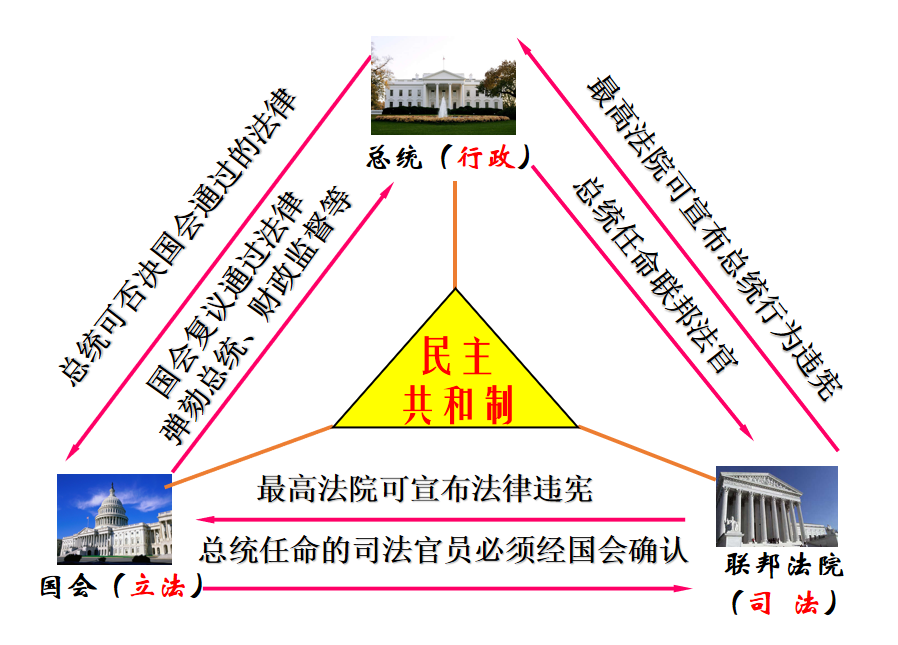 总统（行政）
总统可否决国会通过的法律
国会复议通过法律
弹劾总统、财政监督等
最高法院可宣布总统行为违宪
总统任命联邦法官
民主
共和制
最高法院可宣布法律违宪
总统任命的司法官员必须经国会确认
国会（立法）
联邦法院
（司 法）